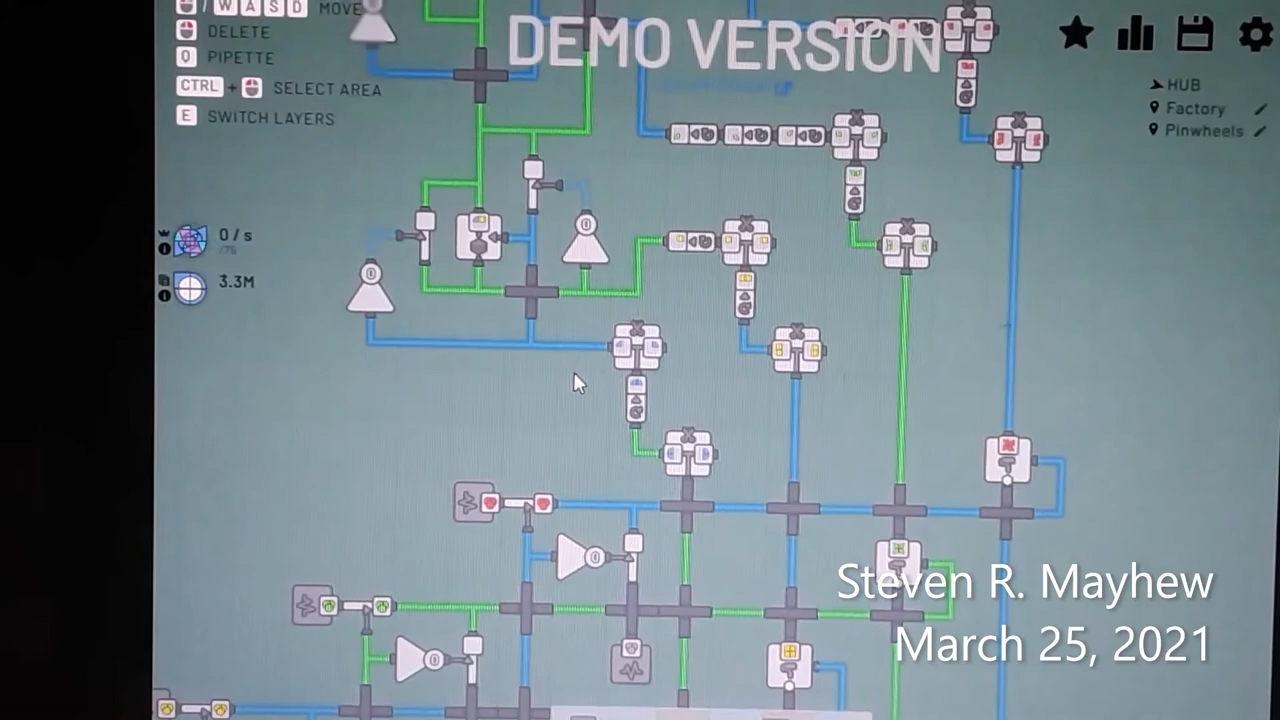 W A S D MOVE
DELETE
Q PIPETTE
CTRL + SELECT AREA
E SWITCH LAYERS
DEMO VERSION
HUB
Factory
Pinwheels
0 / s
3.3M
Steven R. Mayhew
March 25, 2021